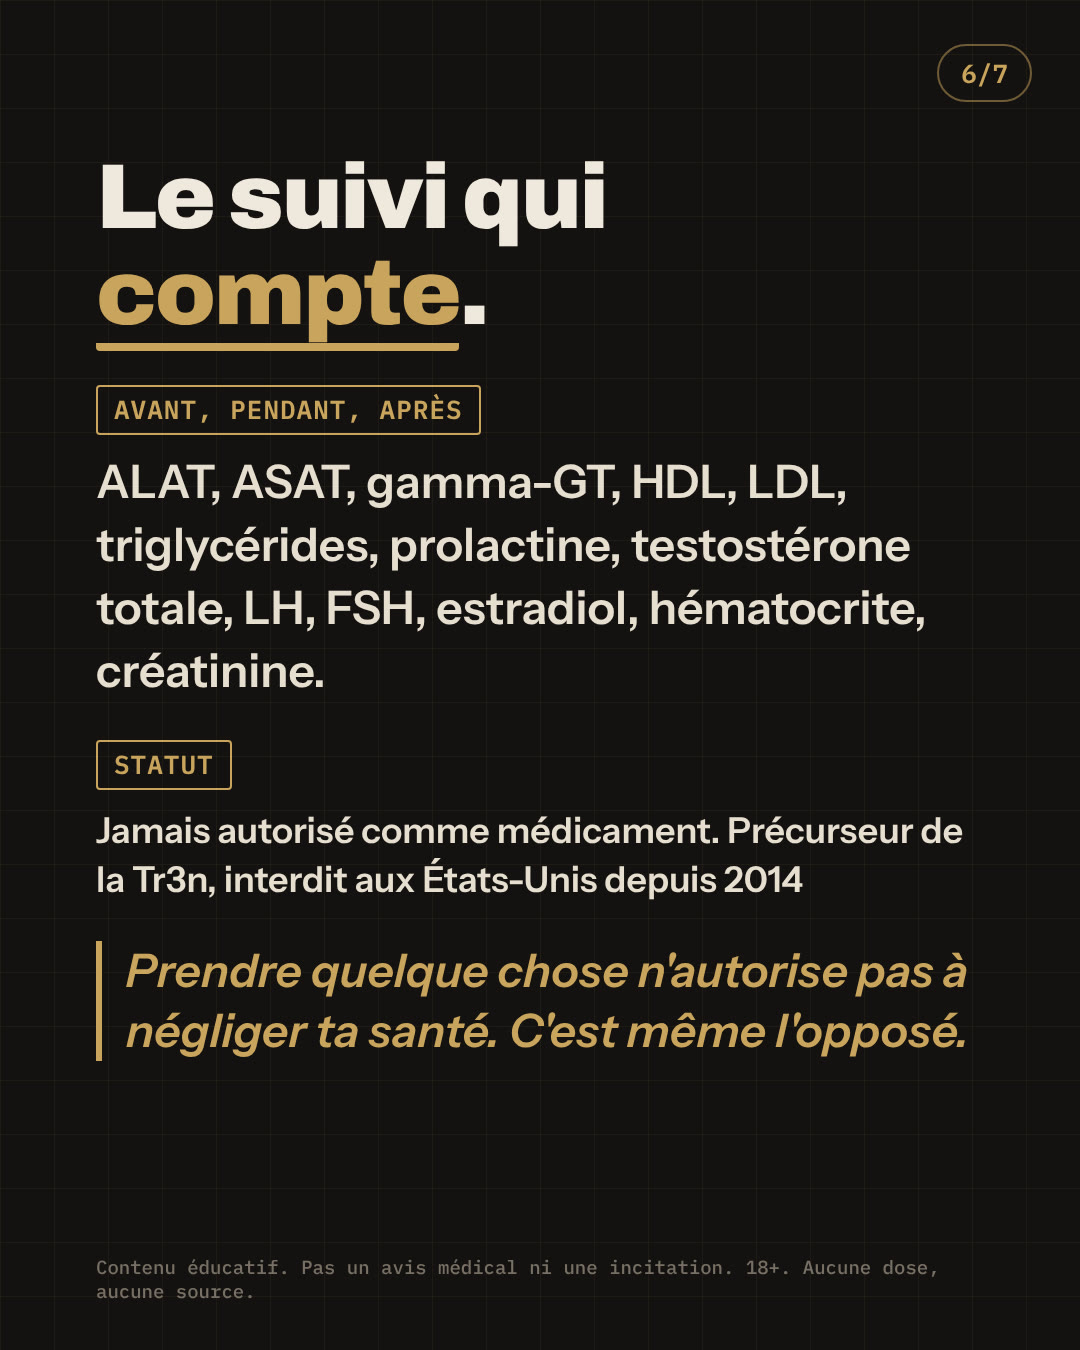 6/7
Le suivi qui
compte.
AVANT, PENDANT, APRÈS
ALAT, ASAT, gamma-GT, HDL, LDL,
triglycérides, prolactine, testostérone
totale, LH, FSH, estradiol, hématocrite,
créatinine.
STATUT
Jamais autorisé comme médicament. Précurseur de
la Tr3n, interdit aux États-Unis depuis 2014
Prendre quelque chose n'autorise pas à
négliger ta santé. C'est même l'opposé.
Contenu éducatif. Pas un avis médical ni une incitation. 18+. Aucune dose,
aucune source.